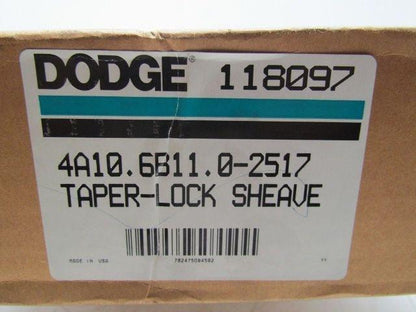 DODGE® 118097
4A10.6B11.0-2517
TAPER-LOCK SHEAVE
MADE IN USA
782475084582